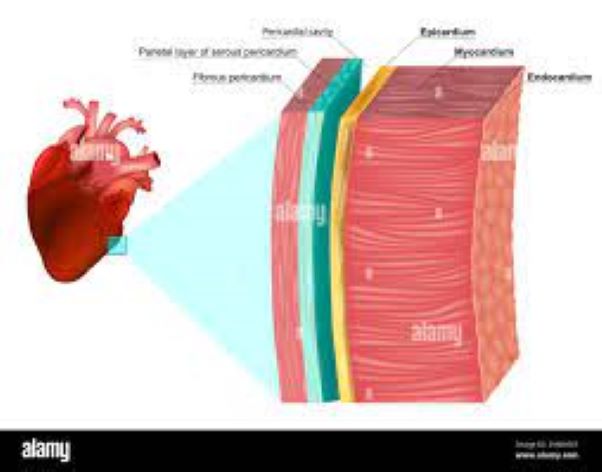 Pericardial cavity
Parietal layer of serous pericardium
Fibrous pericardium
Epicardium
Myocardium
Endocardium
alamy
alamy
alamy
alamy
alamy
www.alamy.com